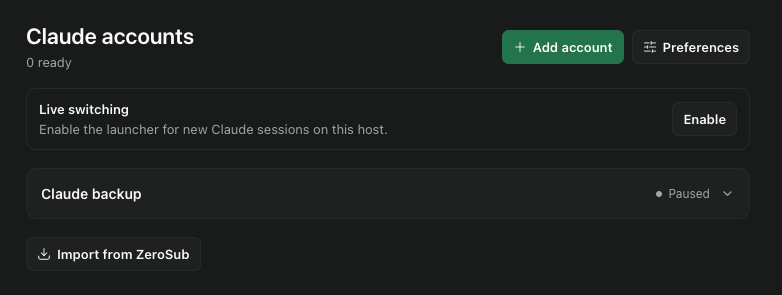 Claude accounts
0 ready
Add account
Preferences
Live switching
Enable the launcher for new Claude sessions on this host.
Enable
Claude backup
Paused
Import from ZeroSub